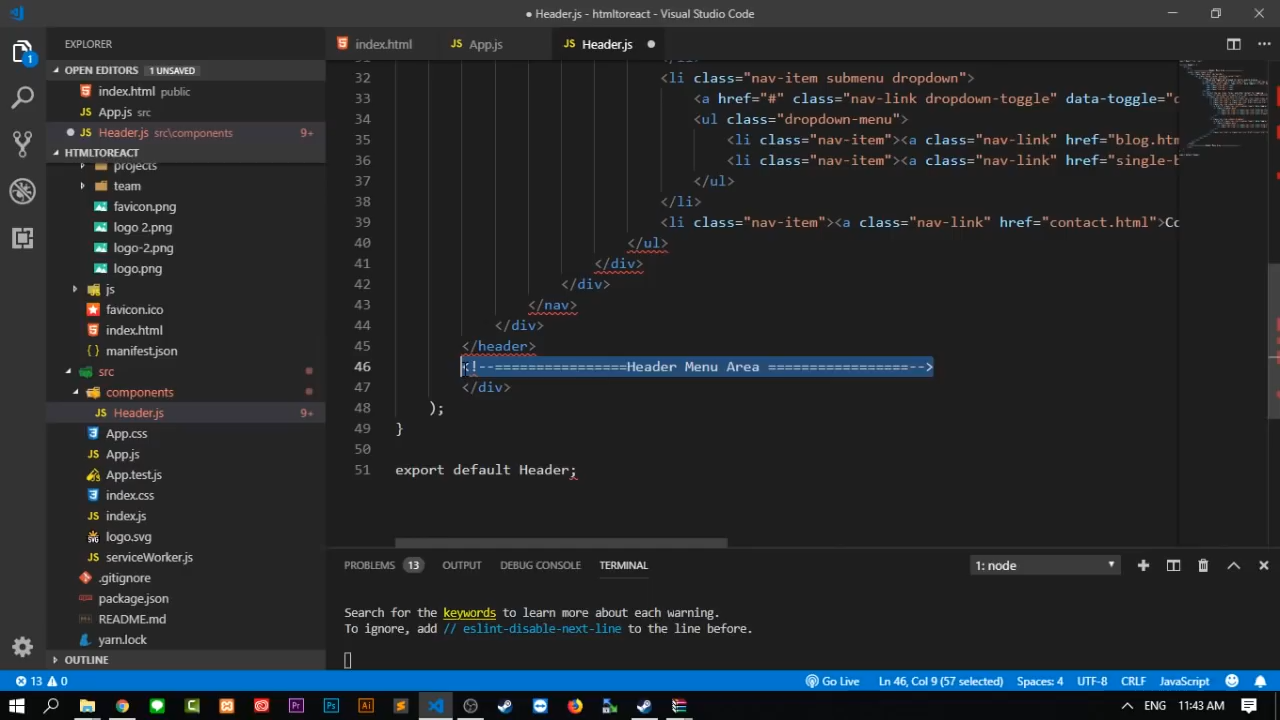 ● Header.js - htmltoreact - Visual Studio Code
EXPLORER
index.html
App.js
Header.js
OPEN EDITORS
1 UNSAVED
index.html public
App.js src
Header.js src\components 9+
HTMLTOREACT
projects
team
favicon.png
logo 2.png
logo-2.png
logo.png
js
favicon.ico
index.html
manifest.json
src
components
Header.js 9+
App.css
App.js
App.test.js
index.css
index.js
logo.svg
serviceWorker.js
.gitignore
package.json
README.md
yarn.lock
OUTLINE
32 <li class="nav-item submenu dropdown">
33 <a href="#" class="nav-link dropdown-toggle" data-toggle="d
34 <ul class="dropdown-menu">
35 <li class="nav-item"><a class="nav-link" href="blog.htm
36 <li class="nav-item"><a class="nav-link" href="single-b
37 </ul>
38 </li>
39 <li class="nav-item"><a class="nav-link" href="contact.html">Co
40 </ul>
41 </div>
42 </div>
43 </nav>
44 </div>
45 </header>
46 <!--================Header Menu Area =================-->
47 </div>
48 );
49 }
50
51 export default Header;
PROBLEMS 13 OUTPUT DEBUG CONSOLE TERMINAL
1: node
Search for the keywords to learn more about each warning.
To ignore, add // eslint-disable-next-line to the line before.
13 0
Go Live Ln 46, Col 9 (57 selected) Spaces: 4 UTF-8 CRLF JavaScript
ENG 11:43 AM